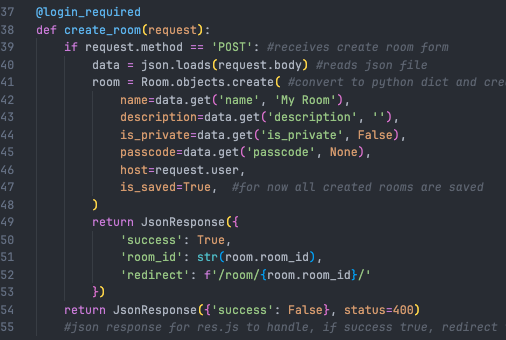 37 @login_required
38 def create_room(request):
39     if request.method == 'POST': #receives create room form
40         data = json.loads(request.body) #reads json file
41         room = Room.objects.create( #convert to python dict and
42             name=data.get('name', 'My Room'),
43             description=data.get('description', ''),
44             is_private=data.get('is_private', False),
45             passcode=data.get('passcode', None),
46             host=request.user,
47             is_saved=True,  #for now all created rooms are saved
48         )
49         return JsonResponse({
50             'success': True,
51             'room_id': str(room.room_id),
52             'redirect': f'/room/{room.room_id}/'
53         })
54     return JsonResponse({'success': False}, status=400)
55     #json response for res.js to handle, if success true, redirect